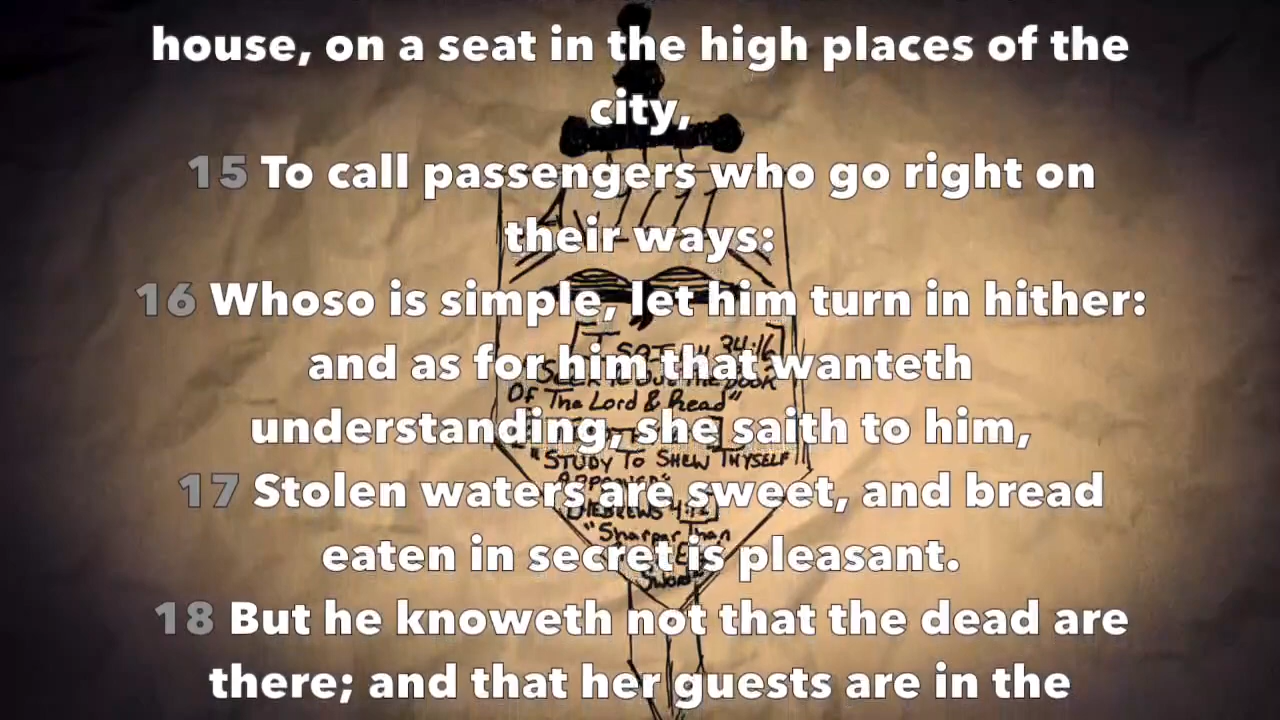 house, on a seat in the high places of the
city,
15 To call passengers who go right on
their ways:
16 Whoso is simple, let him turn in hither:
and as for him that wanteth
understanding, she saith to him,
17 Stolen waters are sweet, and bread
eaten in secret is pleasant.
18 But he knoweth not that the dead are
there; and that her guests are in the
34:16
Book
Of The Lord & Read"
"STUDY TO SHEW THYSELF
HEBREWS 4:12
"Sharper Than
Sword"